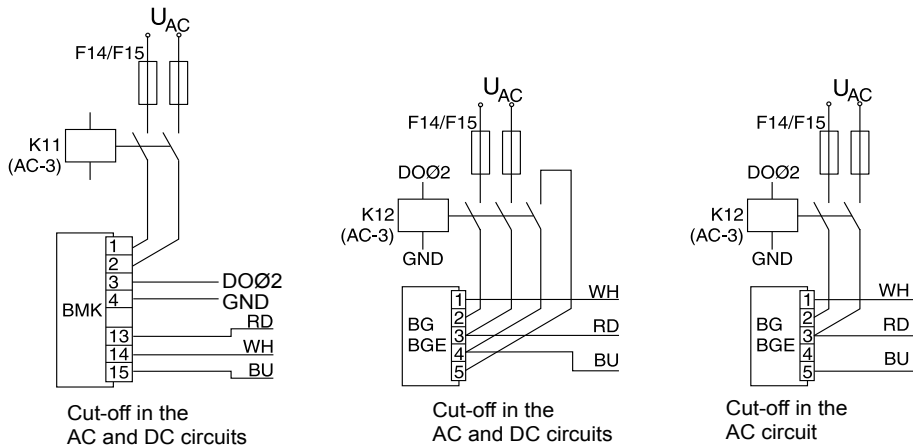 UAC
F14/F15
K11
(AC-3)
BMK
1
2
3
4
13
14
15
DOØ2
GND
RD
WH
BU
Cut-off in the
AC and DC circuits
UAC
F14/F15
DOØ2
K12
(AC-3)
GND
BG
BGE
1
2
3
4
5
WH
RD
BU
Cut-off in the
AC and DC circuits
UAC
F14/F15
DOØ2
K12
(AC-3)
GND
BG
BGE
1
2
3
4
5
WH
RD
BU
Cut-off in the
AC circuit